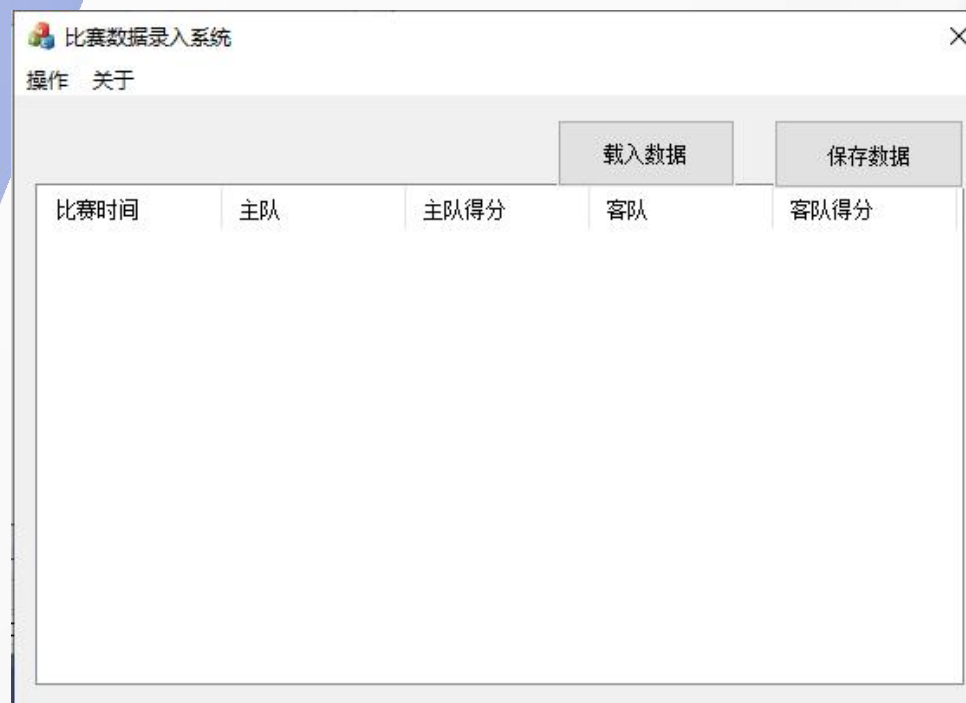 比赛数据录入系统
操作 关于
载入数据 保存数据
比赛时间 主队 主队得分 客队 客队得分